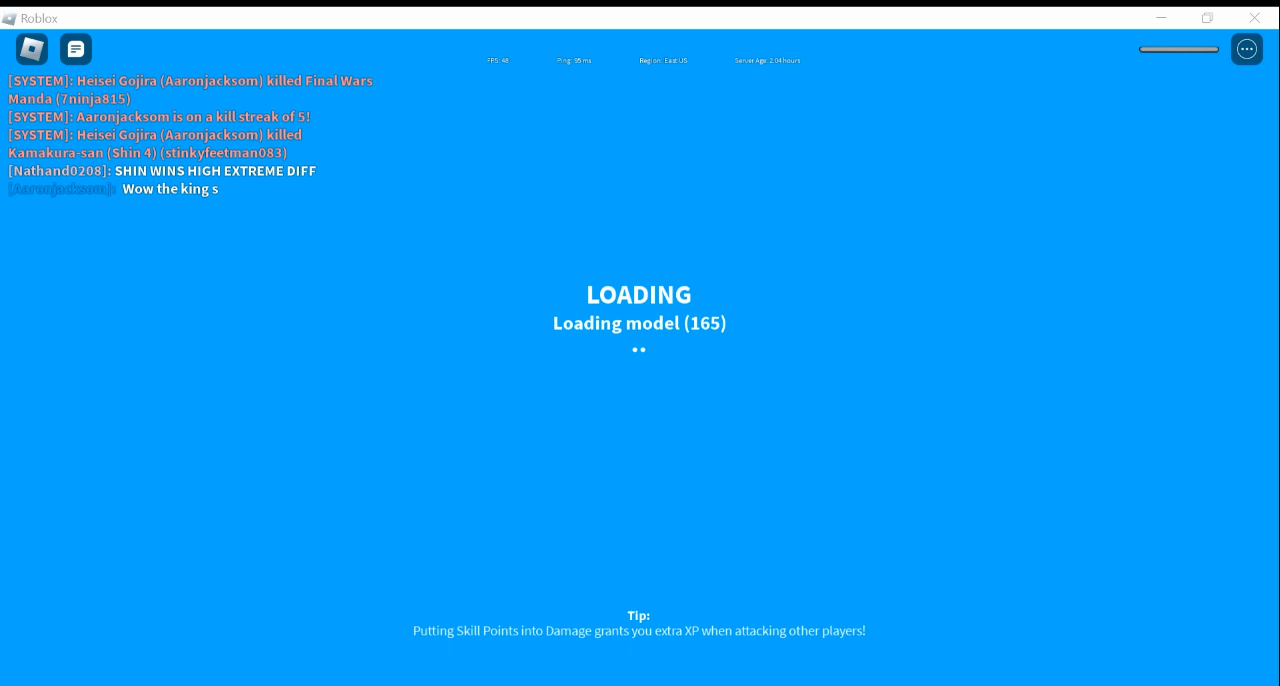 Roblox
FPS: 48
Ping: 95 ms
Region: East US
Server Age: 2.04 hours
[SYSTEM]: Heisei Gojira (Aaronjacksom) killed Final Wars
Manda (7ninja815)
[SYSTEM]: Aaronjacksom is on a kill streak of 5!
[SYSTEM]: Heisei Gojira (Aaronjacksom) killed
Kamakura-san (Shin 4) (stinkyfeetman083)
[Nathand0208]: SHIN WINS HIGH EXTREME DIFF
[Aaronjacksom]: Wow the king s
LOADING
Loading model (165)
Tip:
Putting Skill Points into Damage grants you extra XP when attacking other players!